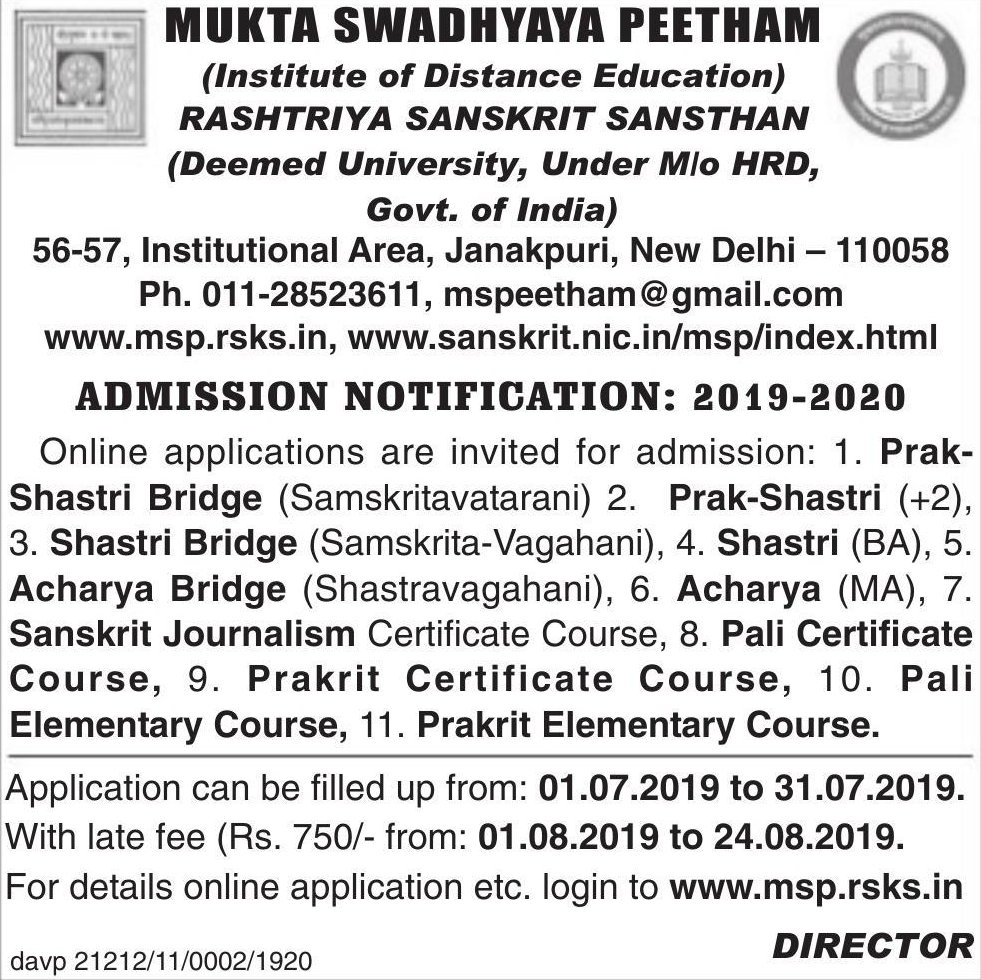 MUKTA SWADHYAYA PEETHAM
(Institute of Distance Education)
RASHTRIYA SANSKRIT SANSTHAN
(Deemed University, Under M/o HRD,
Govt. of India)
56-57, Institutional Area, Janakpuri, New Delhi – 110058
Ph. 011-28523611, mspeetham@gmail.com
www.msp.rsks.in, www.sanskrit.nic.in/msp/index.html
ADMISSION NOTIFICATION: 2019-2020
Online applications are invited for admission: 1. Prak-
Shastri Bridge (Samskritavatarani) 2. Prak-Shastri (+2),
3. Shastri Bridge (Samskrita-Vagahani), 4. Shastri (BA), 5.
Acharya Bridge (Shastravagahani), 6. Acharya (MA), 7.
Sanskrit Journalism Certificate Course, 8. Pali Certificate
Course, 9. Prakrit Certificate Course, 10. Pali
Elementary Course, 11. Prakrit Elementary Course.
Application can be filled up from: 01.07.2019 to 31.07.2019.
With late fee (Rs. 750/- from: 01.08.2019 to 24.08.2019.
For details online application etc. login to www.msp.rsks.in
DIRECTOR
davp 21212/11/0002/1920